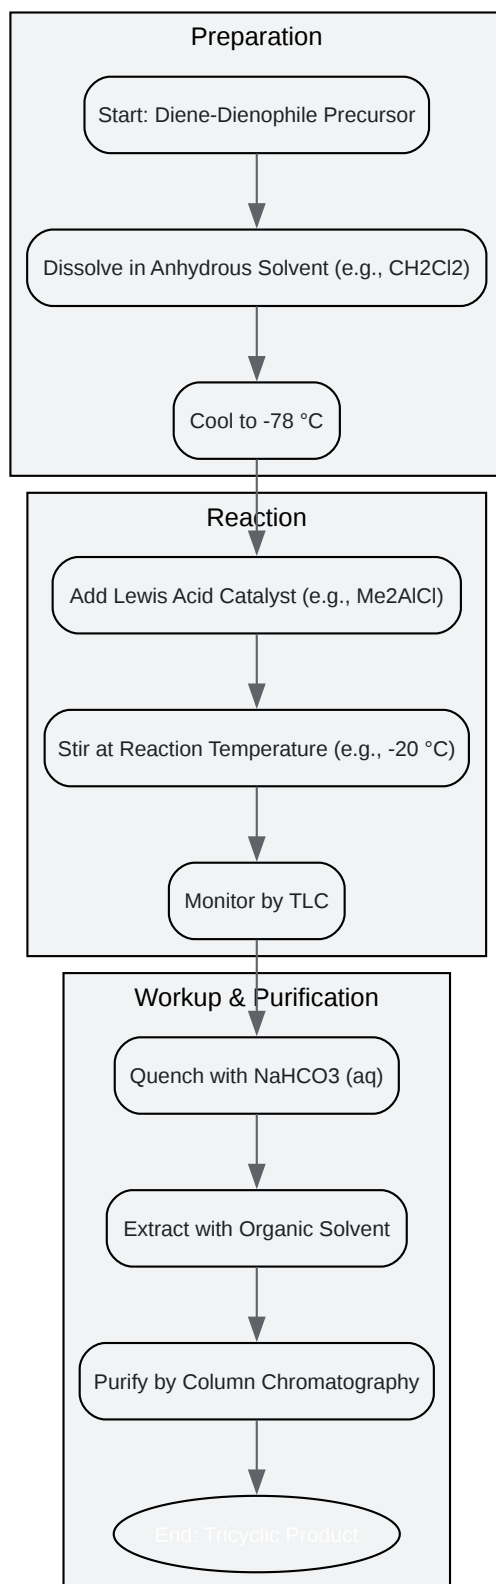 Preparation
Start: Diene-Dienophile Precursor
Dissolve in Anhydrous Solvent (e.g., CH2Cl2)
Cool to -78 °C
Reaction
Add Lewis Acid Catalyst (e.g., Me2AlCl)
Stir at Reaction Temperature (e.g., -20 °C)
Monitor by TLC
Workup & Purification
Quench with NaHCO3 (aq)
Extract with Organic Solvent
Purify by Column Chromatography
End: Tricyclic Product